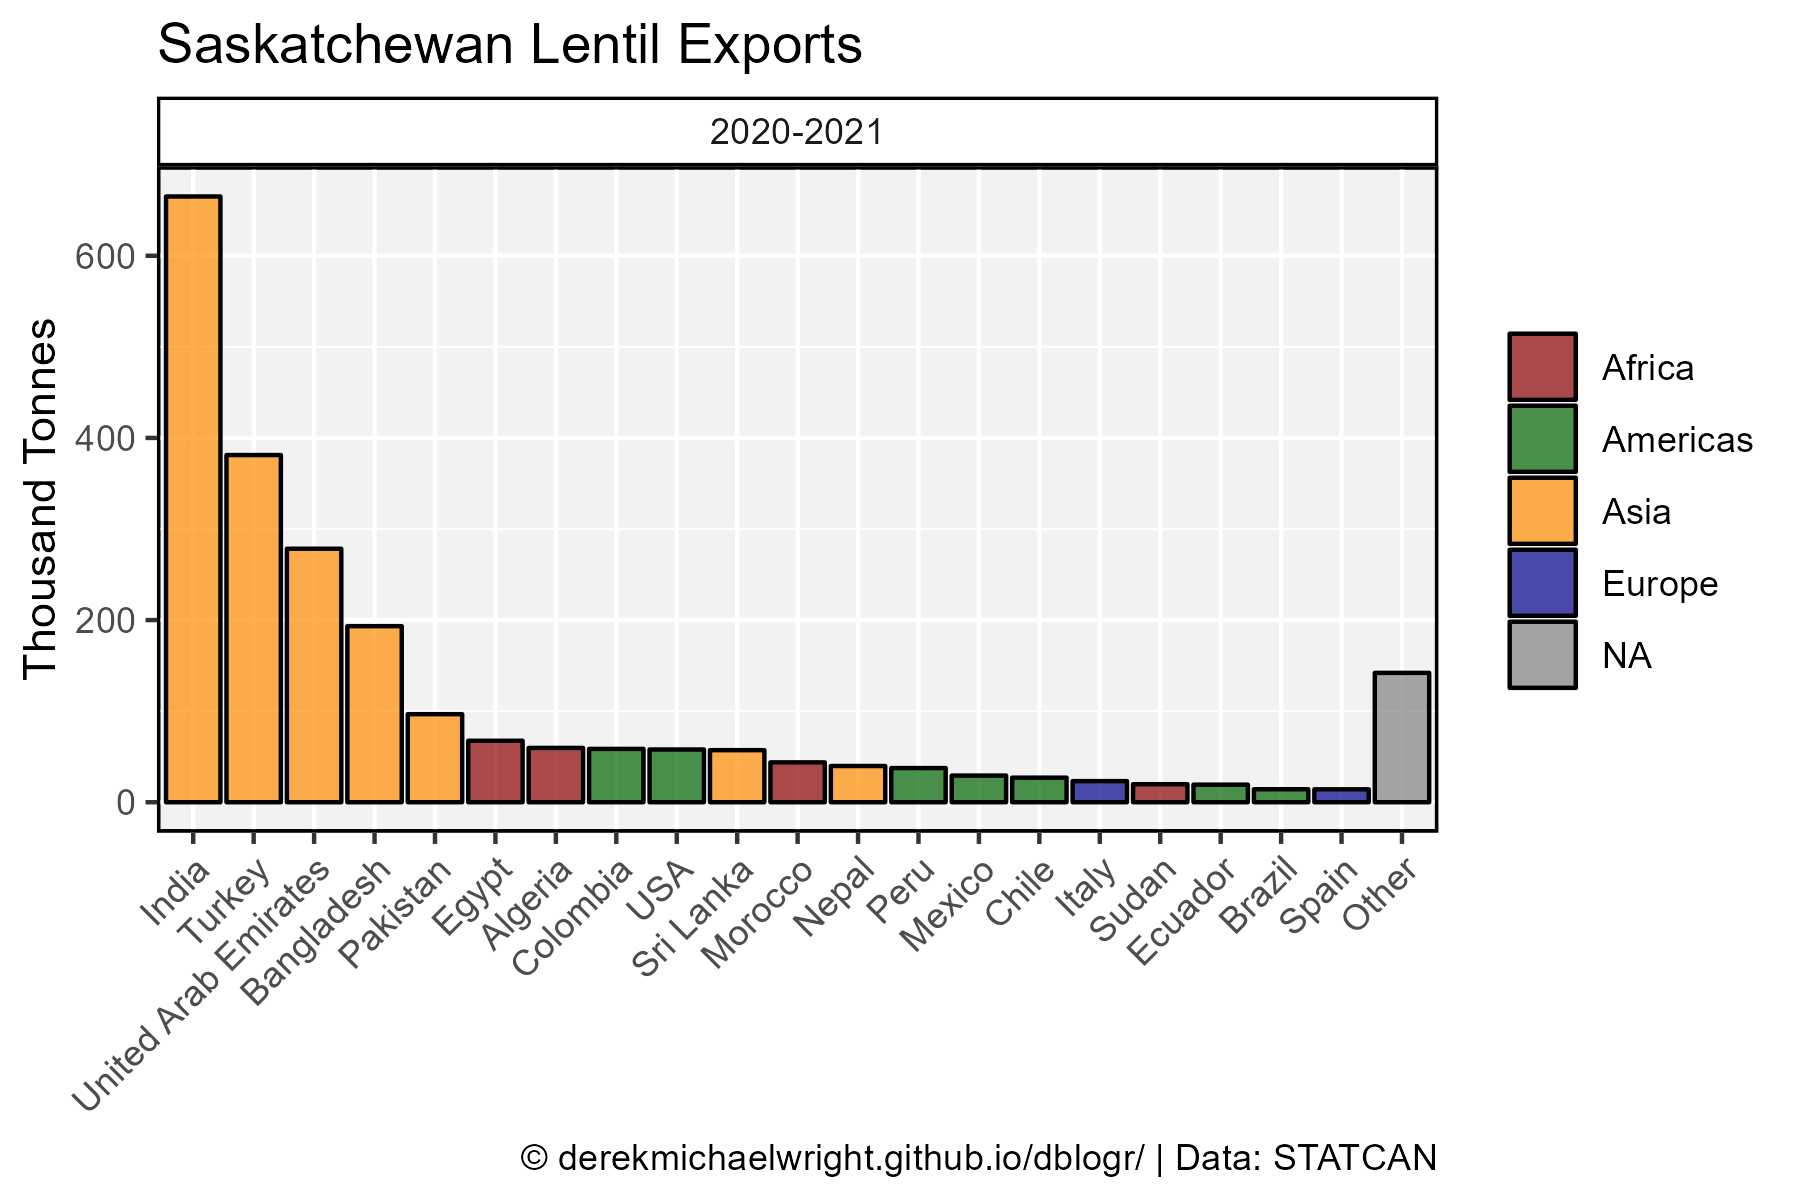 Saskatchewan Lentil Exports
2020-2021
Thousand Tonnes
600
400
200
0
India
Turkey
United Arab Emirates
Bangladesh
Pakistan
Egypt
Algeria
Colombia
USA
Sri Lanka
Morocco
Nepal
Peru
Mexico
Chile
Italy
Sudan
Ecuador
Brazil
Spain
Other
Africa
Americas
Asia
Europe
NA
© derekmichaelwright.github.io/dblogr/ | Data: STATCAN